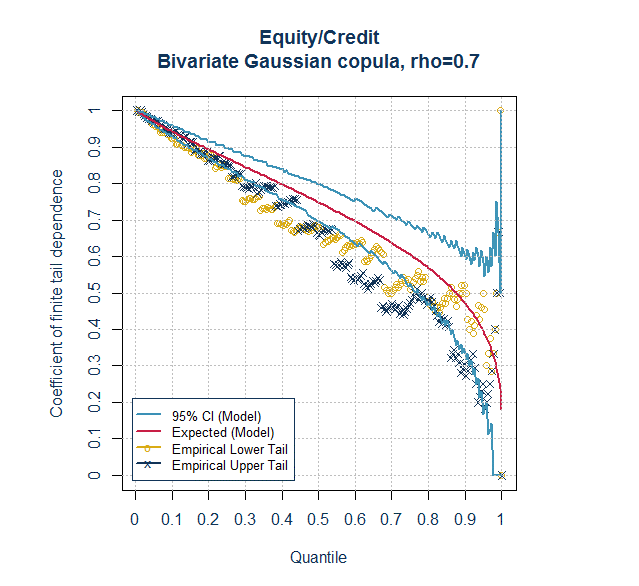 Equity/Credit
Bivariate Gaussian copula, rho=0.7
Coefficient of finite tail dependence
1
0.9
0.8
0.7
0.6
0.5
0.4
0.3
0.2
0.1
0
95% CI (Model)
Expected (Model)
Empirical Lower Tail
Empirical Upper Tail
0 0.1 0.2 0.3 0.4 0.5 0.6 0.7 0.8 0.9 1
Quantile